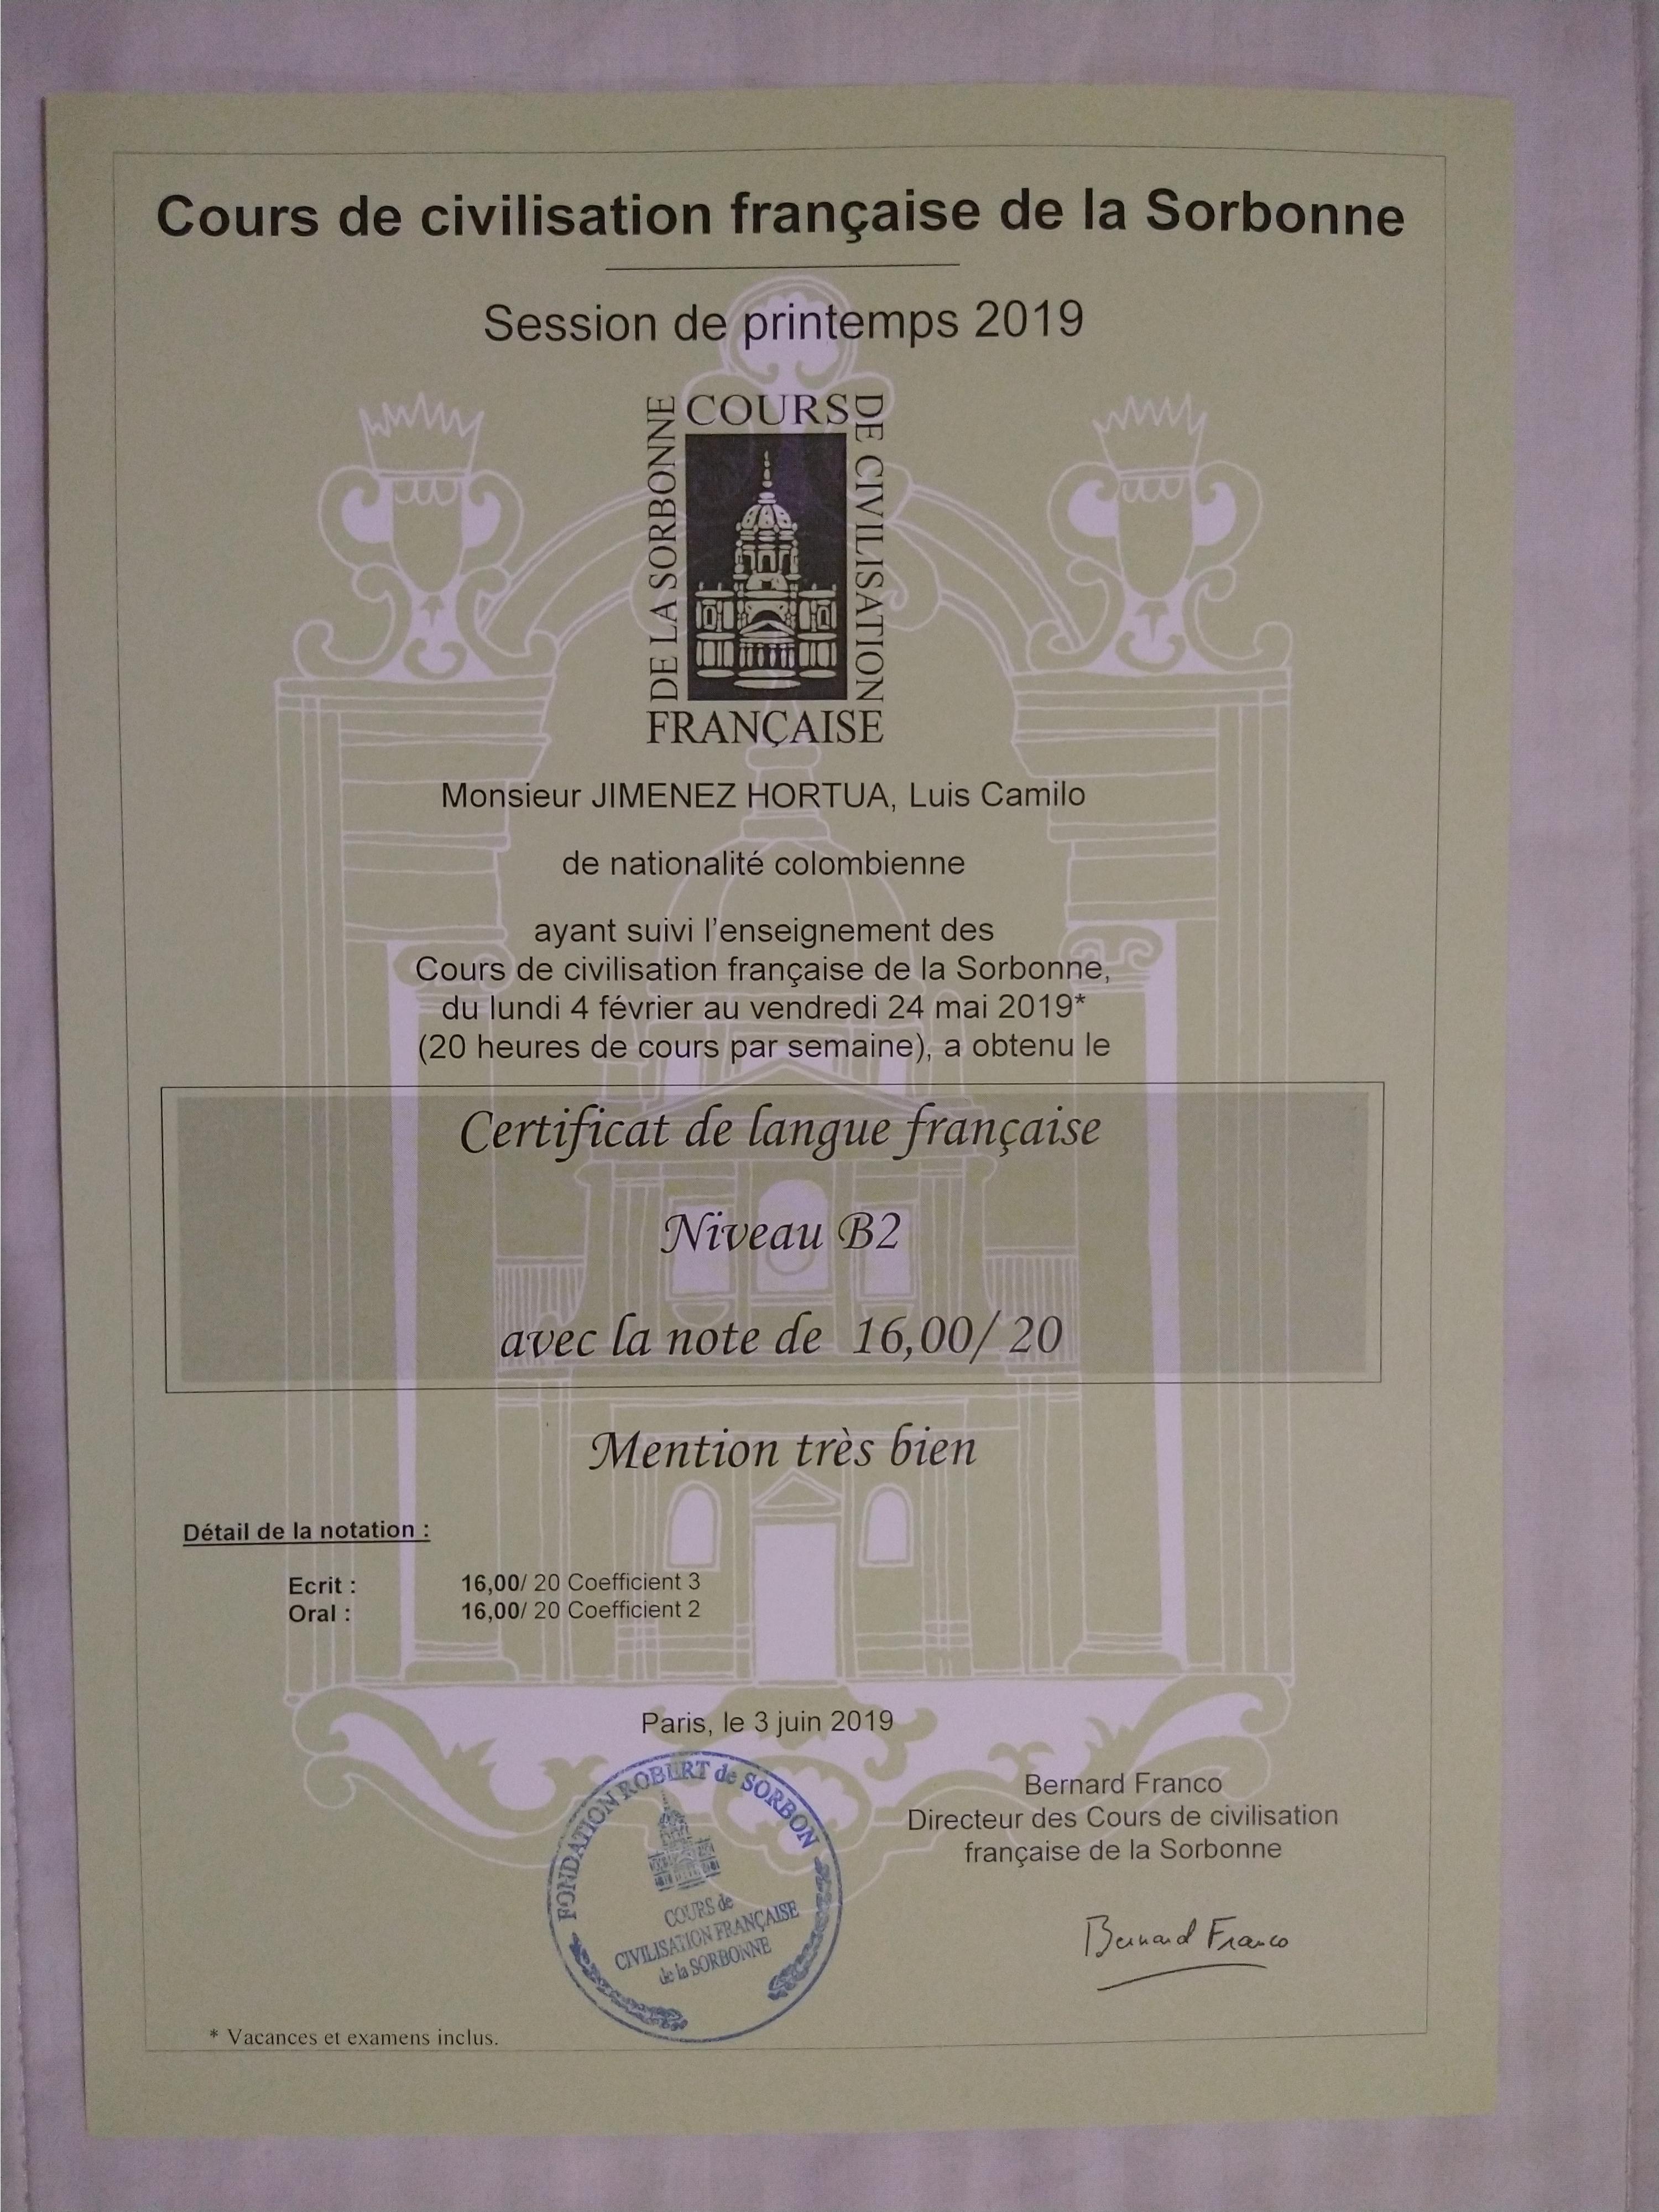 Cours de civilisation française de la Sorbonne
Session de printemps 2019
COURS
DE CIVILISATION
FRANÇAISE
DE LA SORBONNE
Monsieur JIMENEZ HORTUA, Luis Camilo
de nationalité colombienne
ayant suivi l'enseignement des
Cours de civilisation française de la Sorbonne,
du lundi 4 février au vendredi 24 mai 2019*
(20 heures de cours par semaine), a obtenu le
Certificat de langue française
Niveau B2
avec la note de 16,00/ 20
Mention très bien
Détail de la notation :
Ecrit : 16,00/ 20 Coefficient 3
Oral : 16,00/ 20 Coefficient 2
Paris, le 3 juin 2019
Bernard Franco
Directeur des Cours de civilisation
française de la Sorbonne
FONDATION ROBERT de SORBON
COURS de
CIVILISATION FRANÇAISE
de la SORBONNE
Bernard Franco
* Vacances et examens inclus.